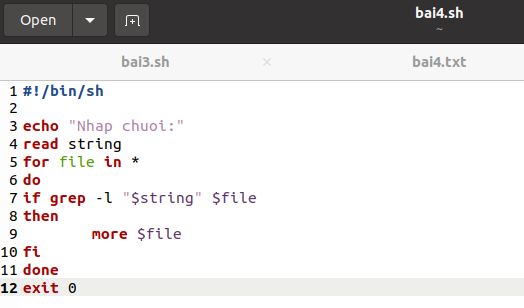 Open
bai4.sh
~
bai3.sh ×
bai4.txt
1 #!/bin/sh
2
3 echo "Nhap chuoi:"
4 read string
5 for file in *
6 do
7 if grep -l "$string" $file
8 then
9 more $file
10 fi
11 done
12 exit 0